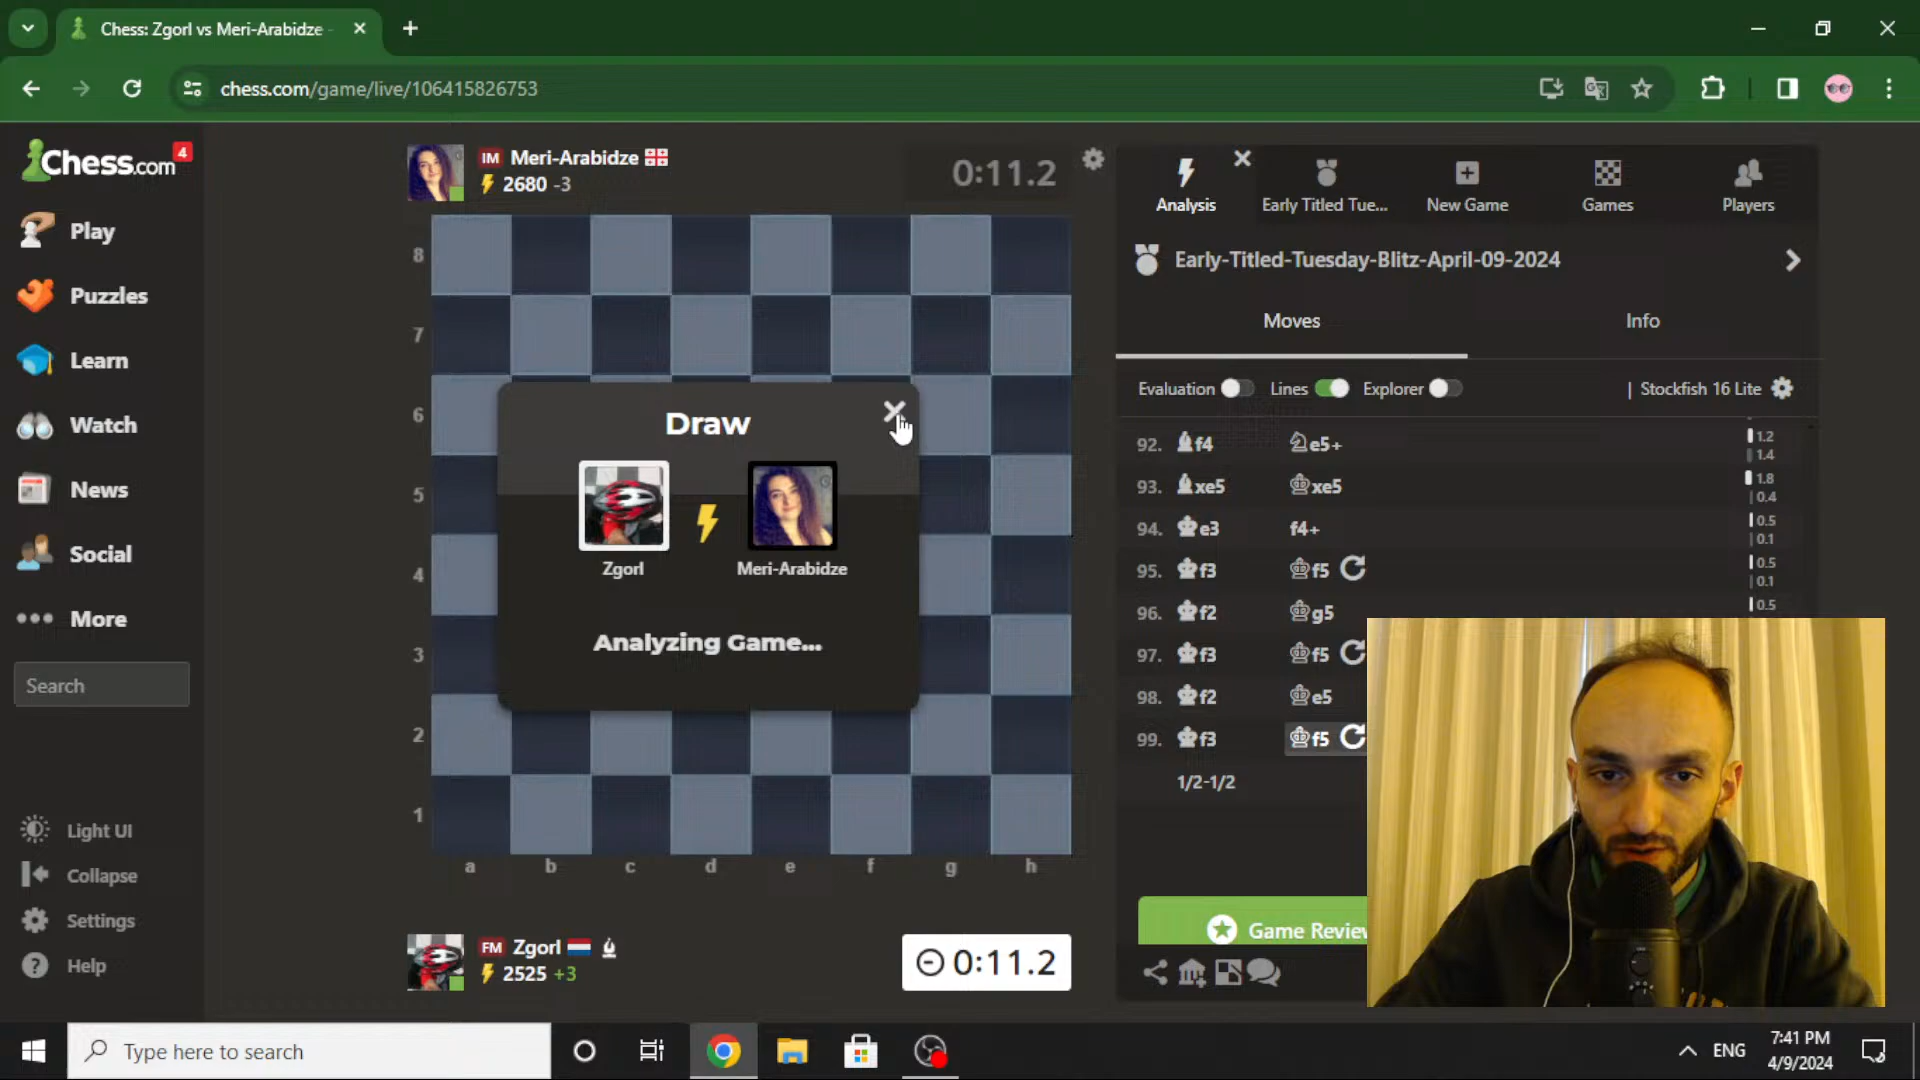 Chess: Zgorl vs Meri-Arabidze -
chess.com/game/live/106415826753
Chess.com 4
Play
Puzzles
Learn
Watch
News
Social
More
Search
Light UI
Collapse
Settings
Help
IM Meri-Arabidze
2680 -3
0:11.2
8
7
6
5
4
3
2
1
a b c d e f g h
Draw
Zgorl
Meri-Arabidze
Analyzing Game...
FM Zgorl
2525 +3
0:11.2
Analysis
Early Titled Tue...
New Game
Games
Players
Early-Titled-Tuesday-Blitz-April-09-2024
Moves
Info
Evaluation
Lines
Explorer
| Stockfish 16 Lite
92. f4 e5+ 1.2
1.4
93. xe5 xe5 1.8
0.4
94. e3 f4+ 0.5
0.1
95. f3 f5 0.5
0.1
96. f2 g5 0.5
97. f3 f5
98. f2 e5
99. f3 f5
1/2-1/2
Game Review
Type here to search
ENG
7:41 PM
4/9/2024